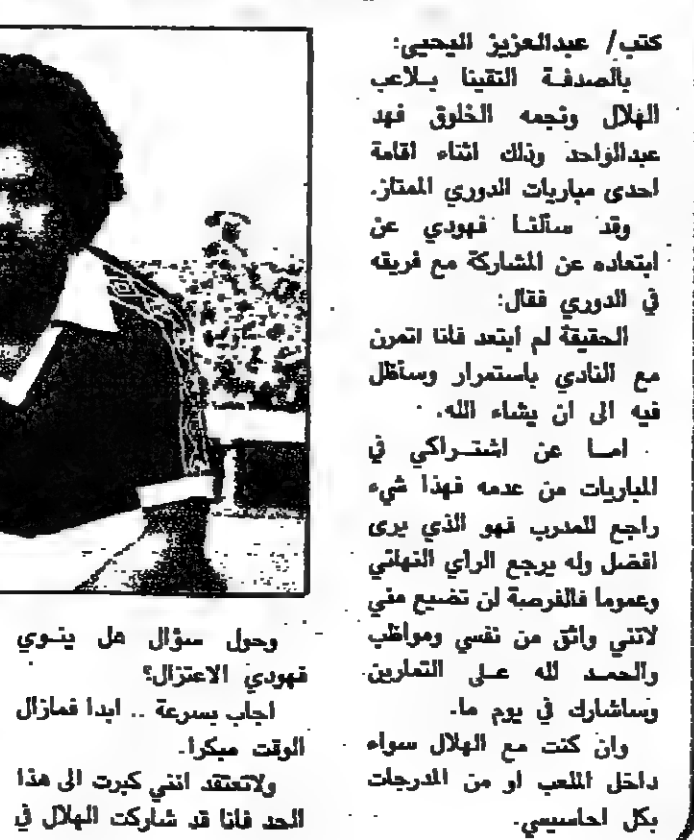 كتب/ عبدالعزيز اليحيى:
بالصدفة التقينا بلاعب
الهلال ونجمه الخلوق فهد
عبدالواحد وذلك اثناء اقامة
احدى مباريات الدوري الممتاز.
وقد سألنا فهودي عن
ابتعاده عن المشاركة مع فريقه
في الدوري فقال:
الحقيقة لم ابتعد فانا اتمرن
مع النادي باستمرار وسأظل
فيه الى ان يشاء الله.
امـا عن اشتـراكي في
المباريات من عدمه فهذا شيء
راجع للمدرب فهو الذي يرى
افضل وله يرجع الراي النهائي
وعموما فالفرصة لن تضيع مني
لانني واثق من نفسي ومواظب
والحمـد لله عـلى التمارين
وساشارك في يوم ما.
وان كنت مع الهلال سواء
داخل الملعب او من المدرجات
بكل احاسيسي.
وحول سؤال هل ينـوي
فهودي الاعتزال؟
اجاب بسرعة .. ابدا فمازال
الوقت مبكرا.
ولاتعتقد انني كبرت الى هذا
الحد فانا قد شاركت الهلال في